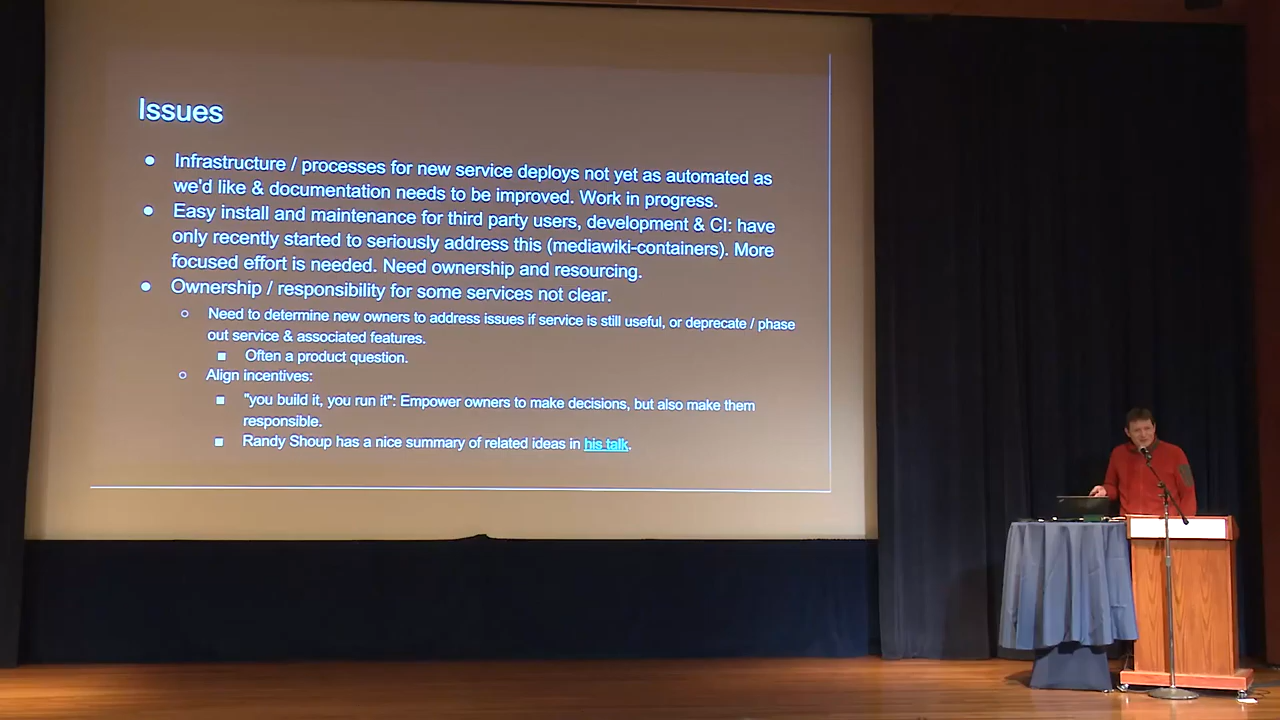 Issues
● Infrastructure / processes for new service deploys not yet as automated as
we'd like & documentation needs to be improved. Work in progress.
● Easy install and maintenance for third party users, development & CI: have
only recently started to seriously address this (mediawiki-containers). More
focused effort is needed. Need ownership and resourcing.
● Ownership / responsibility for some services not clear.
○ Need to determine new owners to address issues if service is still useful, or deprecate / phase
out service & associated features.
■ Often a product question.
○ Align incentives:
■ "you build it, you run it": Empower owners to make decisions, but also make them
responsible.
■ Randy Shoup has a nice summary of related ideas in his talk.